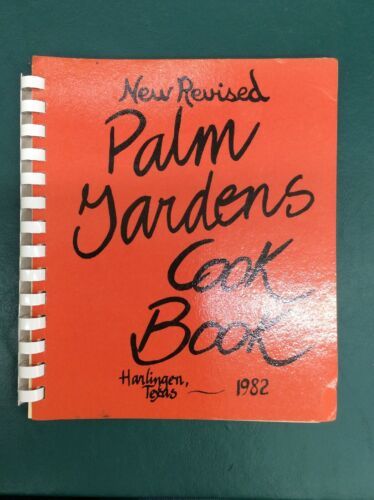 New Revised
Palm
Gardens
Cook
Book
Harlingen,
Texas — 1982